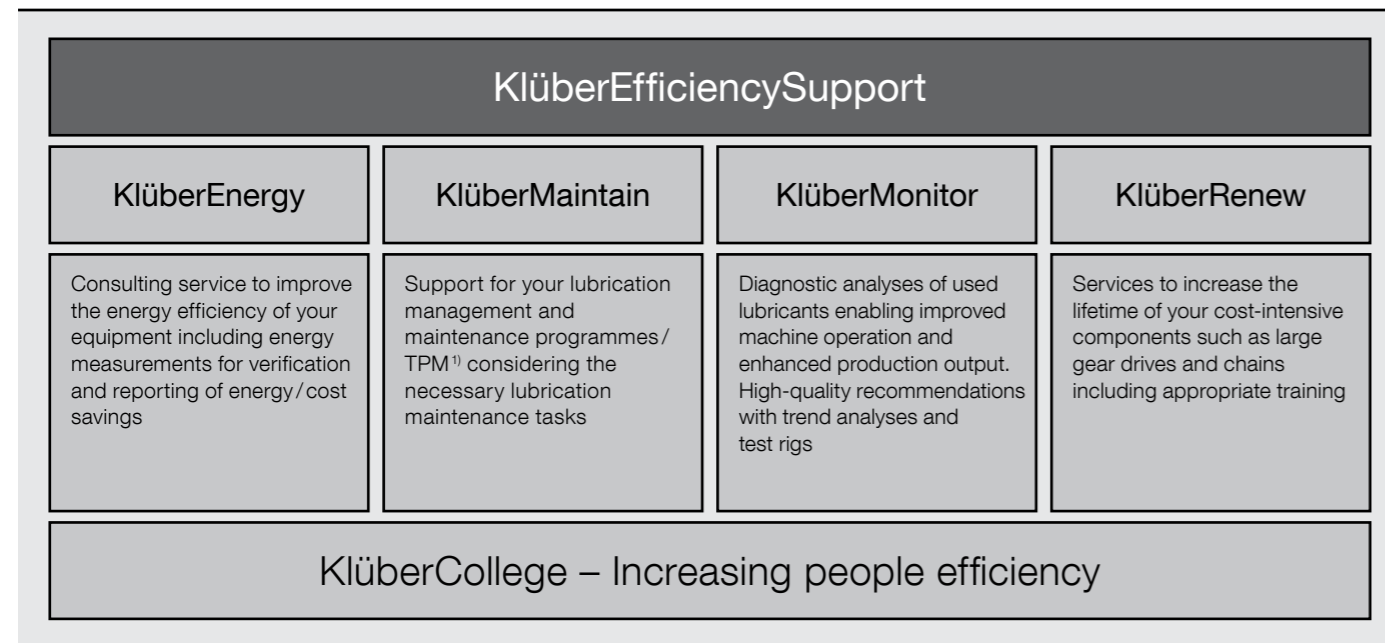 KlüberEfficiencySupport
KlüberEnergy
KlüberMaintain
KlüberMonitor
KlüberRenew
Consulting service to improve
the energy efficiency of your
equipment including energy
measurements for verification
and reporting of energy/cost
savings
Support for your lubrication
management and
maintenance programmes/
TPM 1) considering the
necessary lubrication
maintenance tasks
Diagnostic analyses of used
lubricants enabling improved
machine operation and
enhanced production output.
High-quality recommendations
with trend analyses and
test rigs
Services to increase the
lifetime of your cost-intensive
components such as large
gear drives and chains
including appropriate training
KlüberCollege – Increasing people efficiency